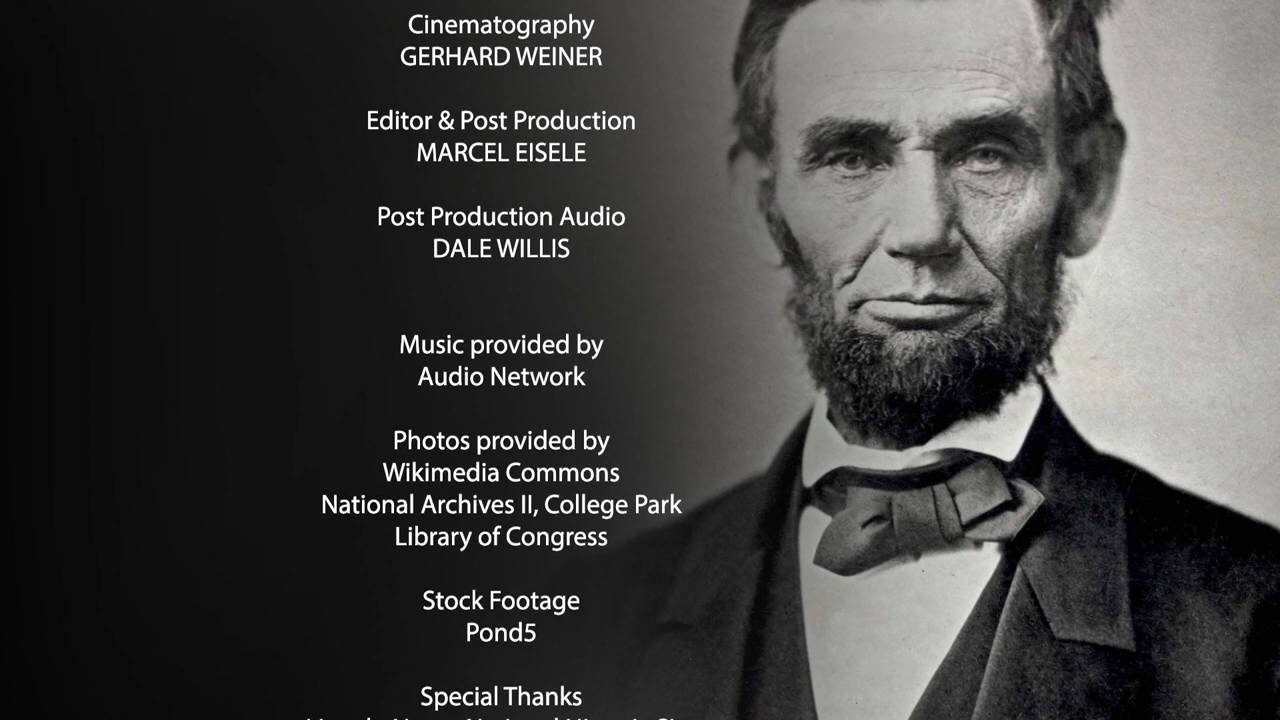 Cinematography
GERHARD WEINER
Editor & Post Production
MARCEL EISELE
Post Production Audio
DALE WILLIS
Music provided by
Audio Network
Photos provided by
Wikimedia Commons
National Archives II, College Park
Library of Congress
Stock Footage
Pond5
Special Thanks